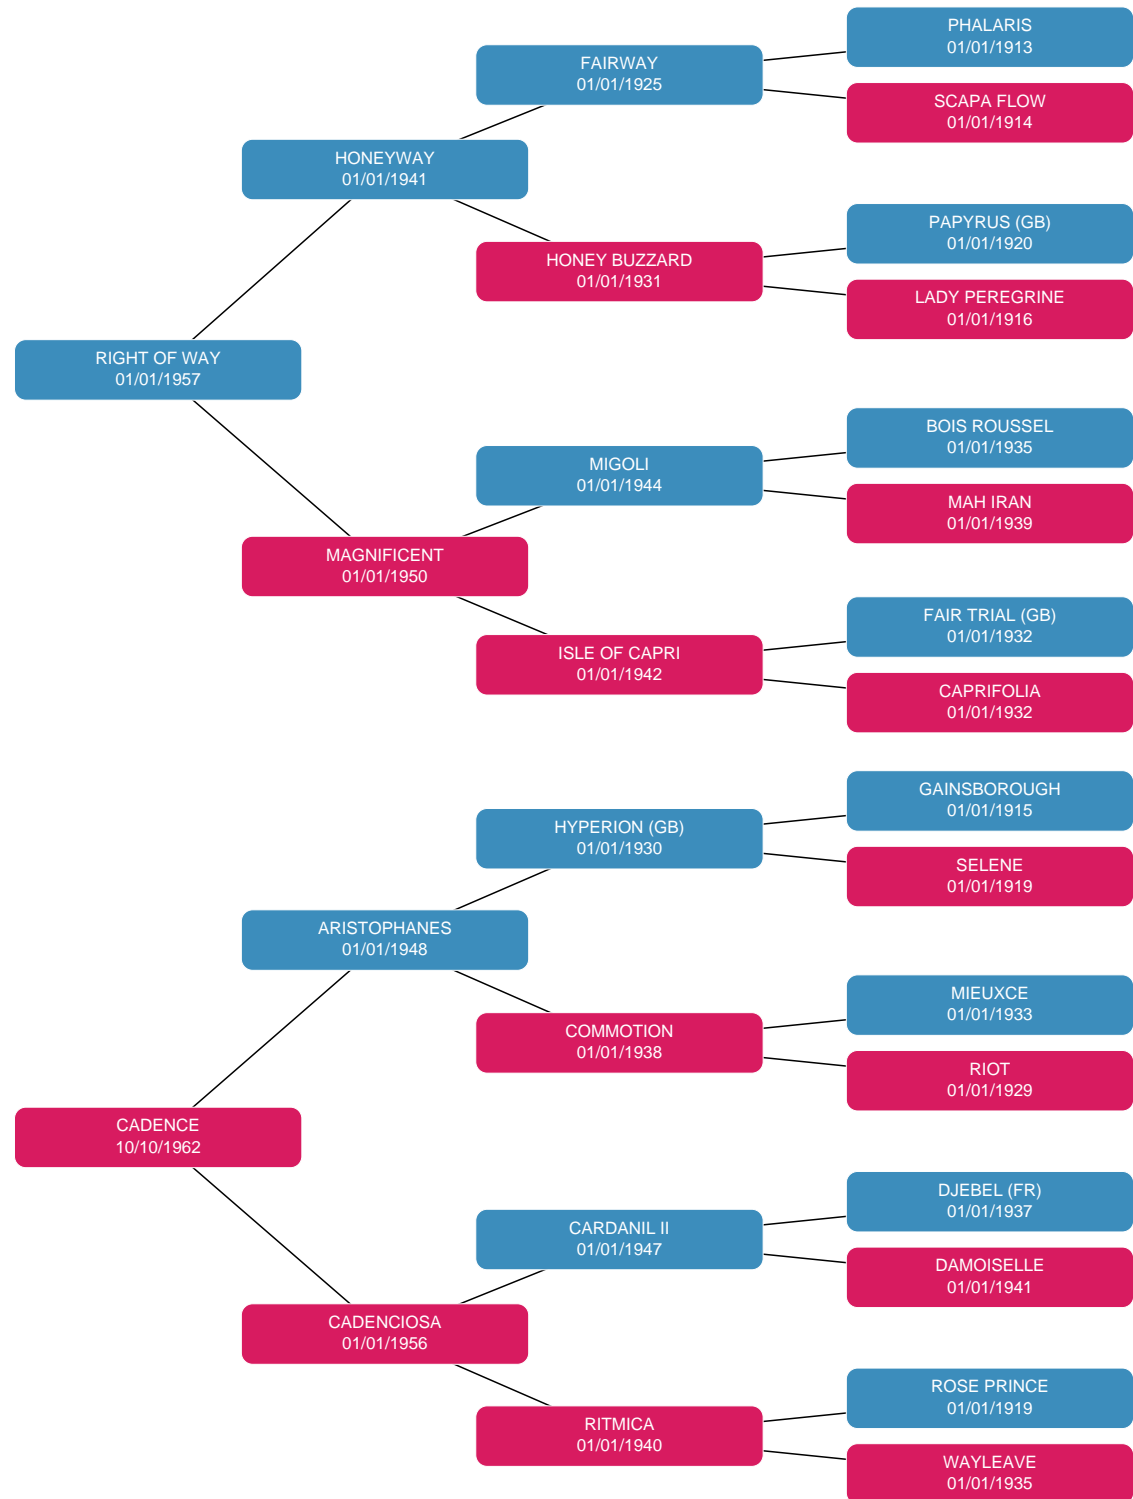 PHALARIS
01/01/1913
FAIRWAY
01/01/1925
SCAPA FLOW
01/01/1914
HONEYWAY
01/01/1941
PAPYRUS (GB)
01/01/1920
HONEY BUZZARD
01/01/1931
LADY PEREGRINE
01/01/1916
RIGHT OF WAY
01/01/1957
BOIS ROUSSEL
01/01/1935
MIGOLI
01/01/1944
MAH IRAN
01/01/1939
MAGNIFICENT
01/01/1950
FAIR TRIAL (GB)
01/01/1932
ISLE OF CAPRI
01/01/1942
CAPRIFOLIA
01/01/1932
GAINSBOROUGH
01/01/1915
HYPERION (GB)
01/01/1930
SELENE
01/01/1919
ARISTOPHANES
01/01/1948
MIEUXCE
01/01/1933
COMMOTION
01/01/1938
RIOT
01/01/1929
CADENCE
10/10/1962
DJEBEL (FR)
01/01/1937
CARDANIL II
01/01/1947
DAMOISELLE
01/01/1941
CADENCIOSA
01/01/1956
ROSE PRINCE
01/01/1919
RITMICA
01/01/1940
WAYLEAVE
01/01/1935